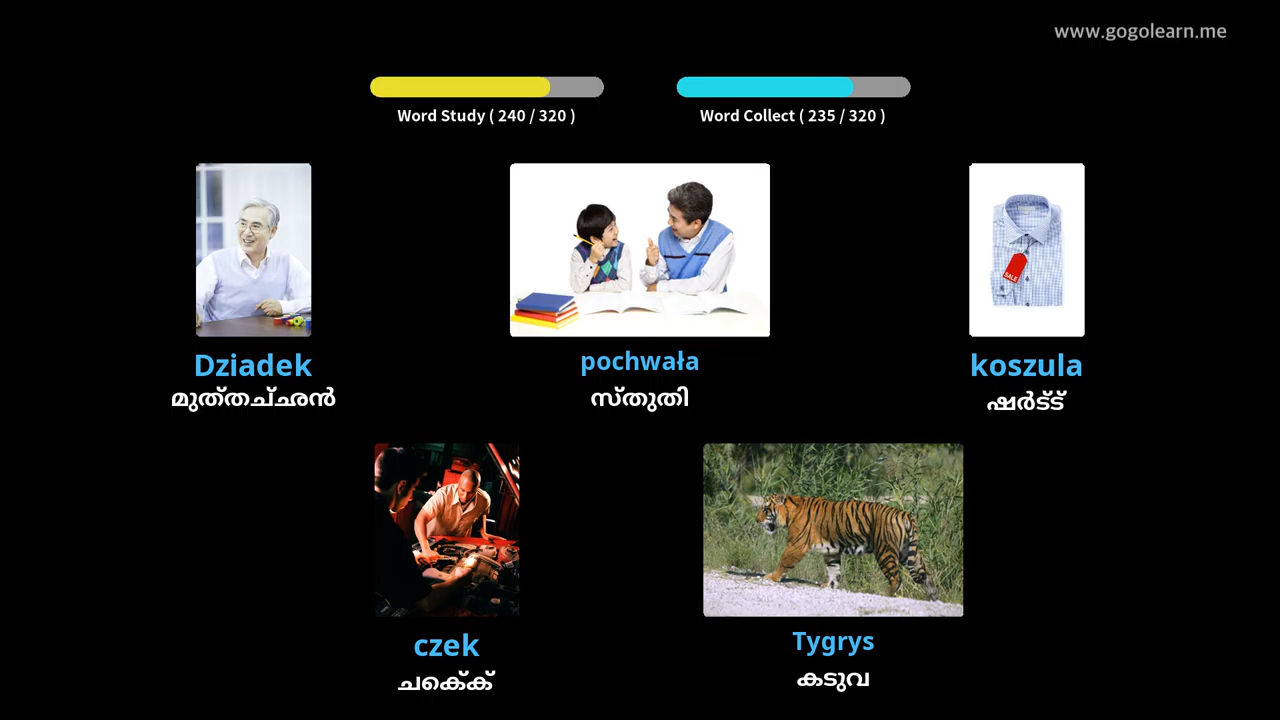 www.gogolearn.me
Word Study ( 240 / 320 )
Word Collect ( 235 / 320 )
SALE
Dziadek
മുത്തച്ഛൻ
pochwała
സ്തുതി
koszula
ഷർട്ട്
czek
ചെക്ക്
Tygrys
കടുവ